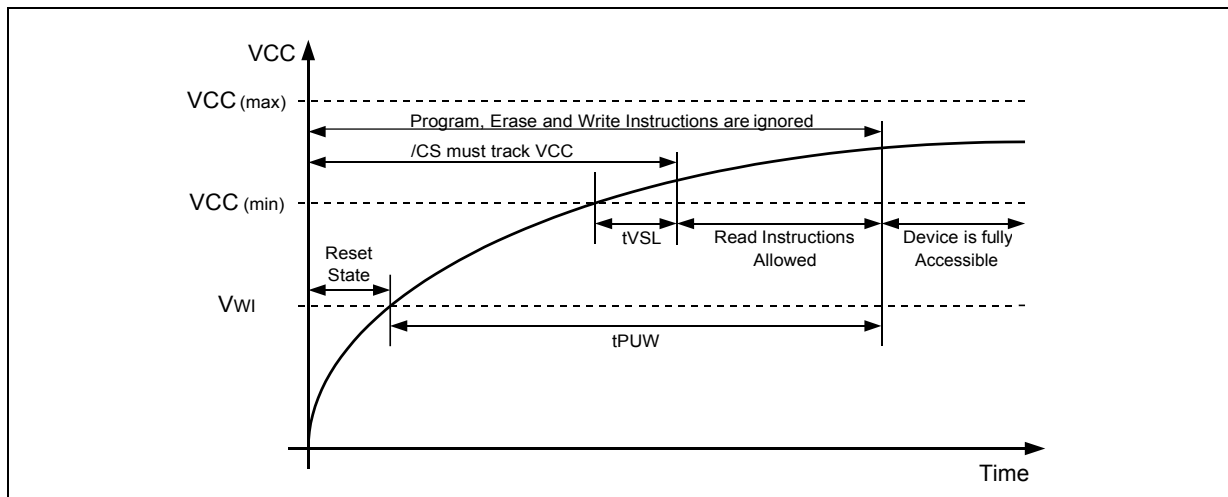 VCC
VCC (max)
Program, Erase and Write Instructions are ignored
/CS must track VCC
VCC (min)
tVSL
Read Instructions
Allowed
Device is fully
Accessible
Reset
State
VWI
tPUW
Time